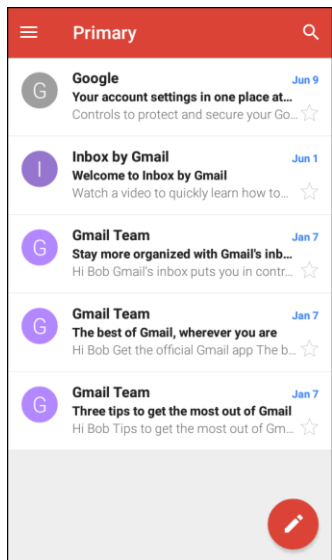 Primary
G
Google
Jun 9
Your account settings in one place at...
Controls to protect and secure your Go...
I
Inbox by Gmail
Jun 1
Welcome to Inbox by Gmail
Watch a video to quickly learn how to...
G
Gmail Team
Jan 7
Stay more organized with Gmail's inb...
Hi Bob Gmail's inbox puts you in contr...
G
Gmail Team
Jan 7
The best of Gmail, wherever you are
Hi Bob Get the official Gmail app The b...
G
Gmail Team
Jan 7
Three tips to get the most out of Gmail
Hi Bob Tips to get the most out of Gm...